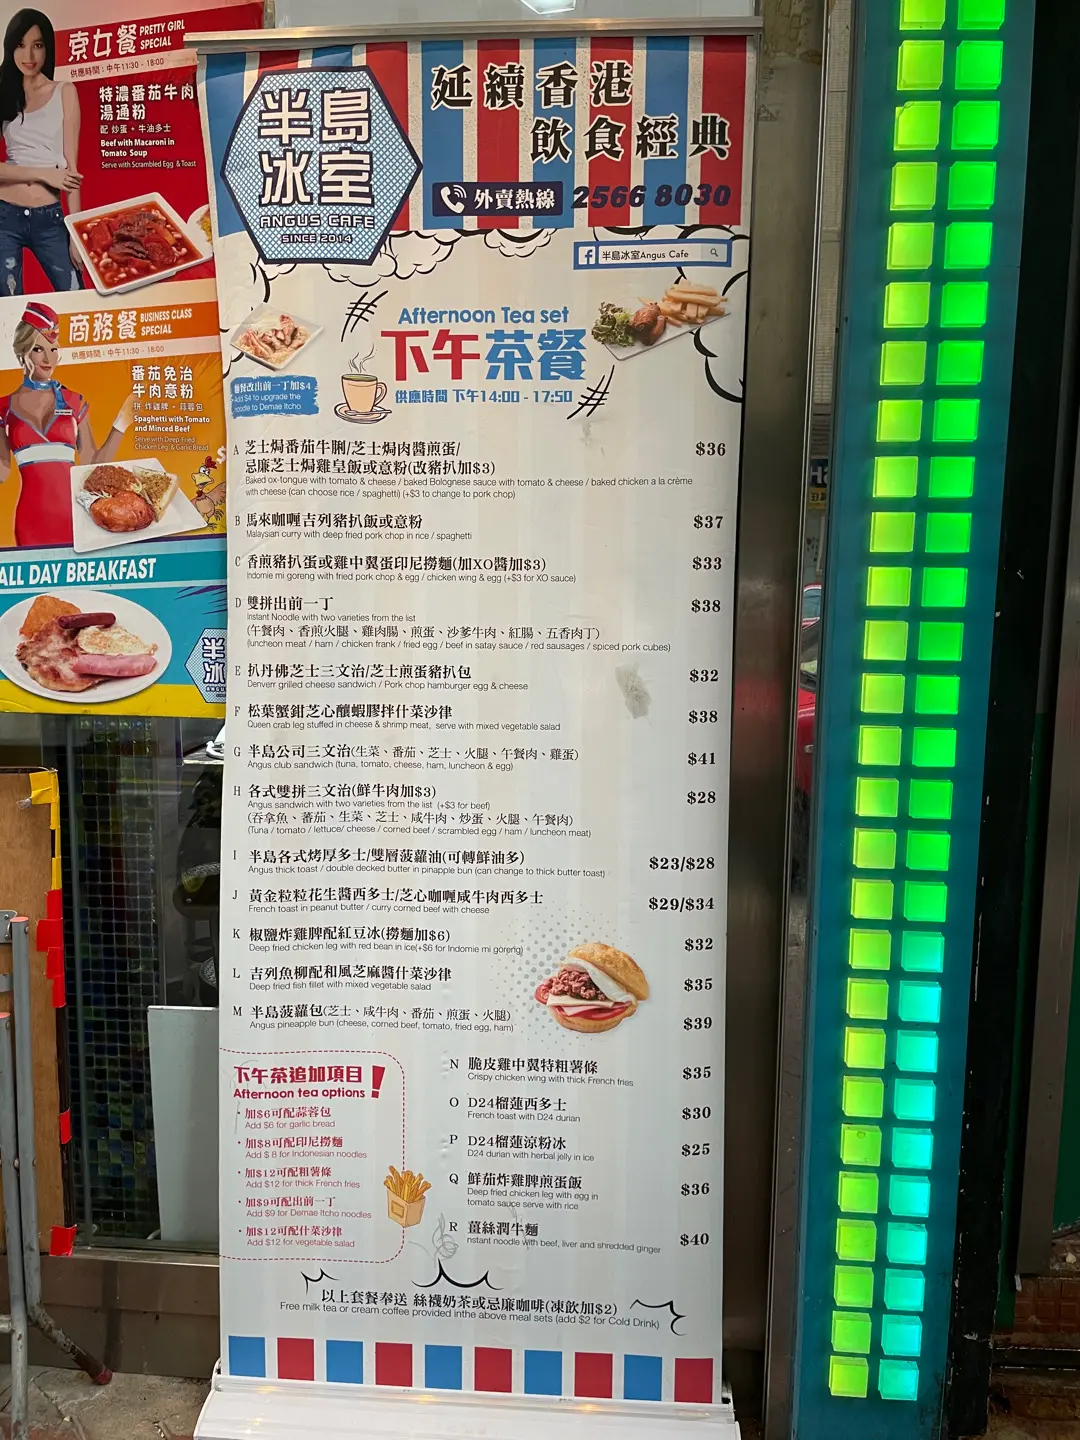 索女餐 PRETTY GIRL SPECIAL
供應時間：中午11:30 - 18:00
特濃番茄牛肉
湯通粉
配 炒蛋 + 牛油多士
Beef with Macaroni in
Tomato Soup
Serve with Scrambled Egg & Toast
商務餐 BUSINESS CLASS SPECIAL
供應時間：中午11:30 - 18:00
番茄免治
牛肉意粉
拼 炸雞脾 + 蒜蓉包
Spaghetti with Tomato
and Minced Beef
Serve with Deep Fried
Chicken Leg & Garlic Bread
ALL DAY BREAKFAST
半島
冰室
ANGUS CAFE
SINCE 2014
延續香港
飲食經典
外賣熱線 2566 8030
半島冰室Angus Cafe
Afternoon Tea set
下午茶餐
供應時間 下午14:00 - 17:50
麵餐改出前一丁加$4
Add $4 to upgrade the
noodle to Demae Itcho
A 芝士焗番茄牛脷/芝士焗肉醬煎蛋/ $36
忌廉芝士焗雞皇飯或意粉(改豬扒加$3)
Baked ox-tongue with tomato & cheese / baked Bolognese sauce with tomato & cheese / baked chicken a la crème
with cheese (can choose rice / spaghetti) (+$3 to change to pork chop)
B 馬來咖喱吉列豬扒飯或意粉 $37
Malaysian curry with deep fried pork chop in rice / spaghetti
C 香煎豬扒蛋或雞中翼蛋印尼撈麵(加XO醬加$3) $33
Indomie mi goreng with fried pork chop & egg / chicken wing & egg (+$3 for XO sauce)
D 雙拼出前一丁 $38
Instant Noodle with two varieties from the list
(午餐肉、香煎火腿、雞肉腸、煎蛋、沙爹牛肉、紅腸、五香肉丁)
(luncheon meat / ham / chicken frank / fried egg / beef in satay sauce / red sausages / spiced pork cubes)
E 扒丹佛芝士三文治/芝士煎蛋豬扒包 $32
Denverr grilled cheese sandwich / Pork chop hamburger egg & cheese
F 松葉蟹鉗芝心釀蝦膠拌什菜沙律 $38
Queen crab leg stuffed in cheese & shrimp meat, serve with mixed vegetable salad
G 半島公司三文治(生菜、番茄、芝士、火腿、午餐肉、雞蛋) $41
Angus club sandwich (tuna, tomato, cheese, ham, luncheon & egg)
H 各式雙拼三文治(鮮牛肉加$3) $28
Angus sandwich with two varieties from the list (+$3 for beef)
(吞拿魚、蕃茄、生菜、芝士、咸牛肉、炒蛋、火腿、午餐肉)
(Tuna / tomato / lettuce/ cheese / corned beef / scrambled egg / ham / luncheon meat)
I 半島各式烤厚多士/雙層菠蘿油(可轉鮮油多) $23/$28
Angus thick toast / double decked butter in pinapple bun (can change to thick butter toast)
J 黃金粒粒花生醬西多士/芝心咖喱咸牛肉西多士 $29/$34
French toast in peanut butter / curry corned beef with cheese
K 椒鹽炸雞脾配紅豆冰(撈麵加$6) $32
Deep fried chicken leg with red bean in ice(+$6 for Indomie mi goreng)
L 吉列魚柳配和風芝麻醬什菜沙律 $35
Deep fried fish fillet with mixed vegetable salad
M 半島菠蘿包(芝士、咸牛肉、番茄、煎蛋、火腿) $39
Angus pineapple bun (cheese, corned beef, tomato, fried egg, ham)
N 脆皮雞中翼特粗薯條 $35
Crispy chicken wing with thick French fries
O D24榴蓮西多士 $30
French toast with D24 durian
P D24榴蓮涼粉冰 $25
D24 durian with herbal jelly in ice
Q 鮮茄炸雞脾煎蛋飯 $36
Deep fried chicken leg with egg in
tomato sauce serve with rice
R 薑絲潤牛麵 $40
nstant noodle with beef, liver and shredded ginger
下午茶追加項目！
Afternoon tea options
・加$6可配蒜蓉包
Add $6 for garlic bread
・加$8可配印尼撈麵
Add $ 8 for Indonesian noodles
・加$12可配粗薯條
Add $12 for thick French fries
・加$9可配出前一丁
Add $9 for Demae Itcho noodles
・加$12可配什菜沙律
Add $12 for vegetable salad
以上套餐奉送 絲襪奶茶或忌廉咖啡(凍飲加$2)
Free milk tea or cream coffee provided inthe above meal sets (add $2 for Cold Drink)